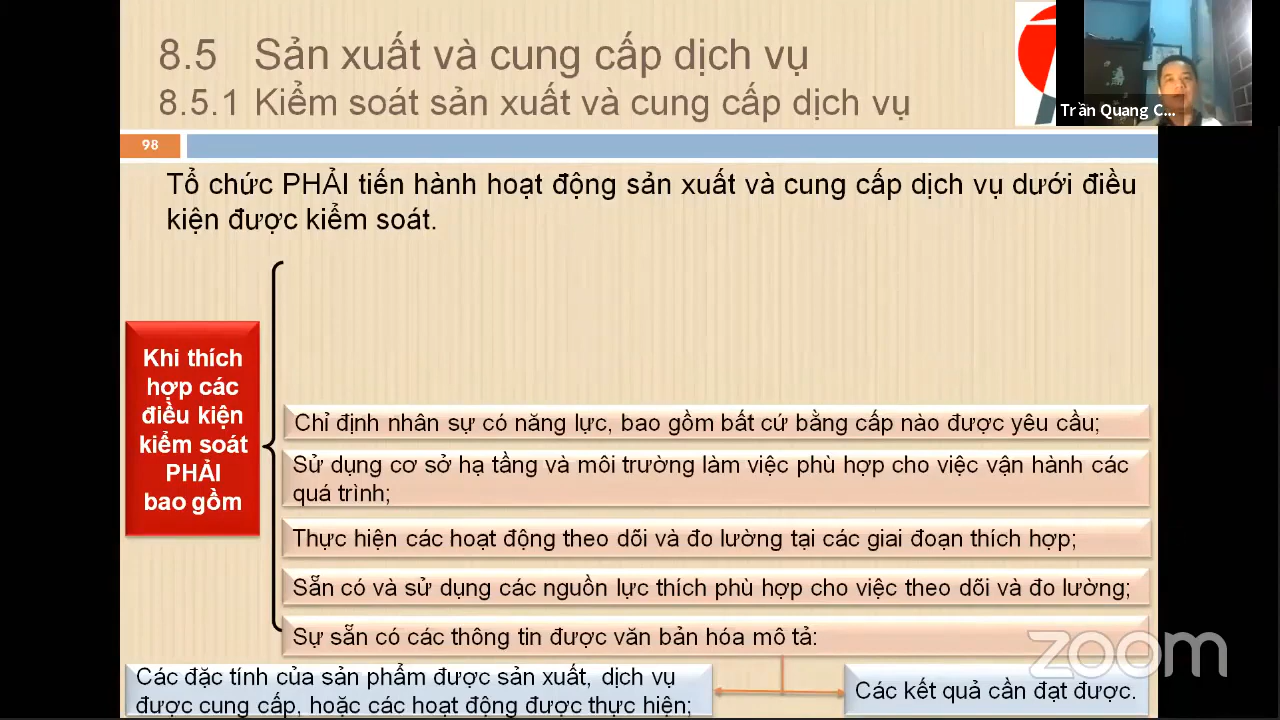 8.5 Sản xuất và cung cấp dịch vụ
8.5.1 Kiểm soát sản xuất và cung cấp dịch vụ
Trần Quang C...
98
Tổ chức PHẢI tiến hành hoạt động sản xuất và cung cấp dịch vụ dưới điều
kiện được kiểm soát.
Khi thích
hợp các
điều kiện
kiểm soát
PHẢI
bao gồm
Chỉ định nhân sự có năng lực, bao gồm bất cứ bằng cấp nào được yêu cầu;
Sử dụng cơ sở hạ tầng và môi trường làm việc phù hợp cho việc vận hành các
quá trình;
Thực hiện các hoạt động theo dõi và đo lường tại các giai đoạn thích hợp;
Sẵn có và sử dụng các nguồn lực thích phù hợp cho việc theo dõi và đo lường;
Sự sẵn có các thông tin được văn bản hóa mô tả:
Các đặc tính của sản phẩm được sản xuất, dịch vụ
được cung cấp, hoặc các hoạt động được thực hiện;
Các kết quả cần đạt được.
zoom